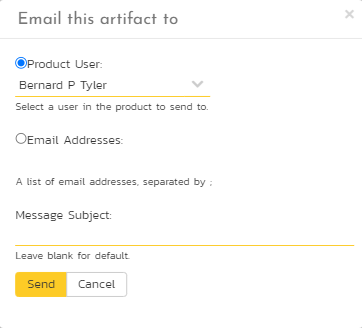 Email this artifact to
×
Product User:
Bernard P Tyler
Select a user in the product to send to.
Email Addresses:
A list of email addresses, separated by ;
Message Subject:
Leave blank for default.
Send Cancel